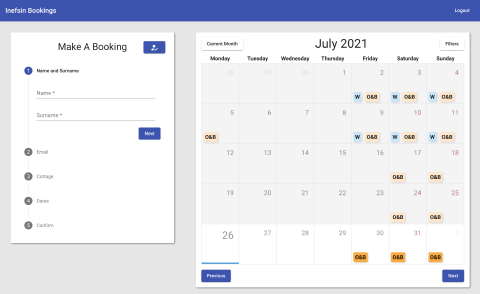 Inefsin Bookings
Logout
Make A Booking
1 Name and Surname
Name *
Surname *
Next
2 Email
3 Cottage
4 Dates
5 Confirm
Current Month
July 2021
Filters
Monday Tuesday Wednesday Thursday Friday Saturday Sunday
28 29 30 1 2 3 4
W O&B W O&B W O&B
5 6 7 8 9 10 11
O&B W O&B W O&B W O&B
12 13 14 15 16 17 18
O&B O&B
19 20 21 22 23 24 25
O&B O&B
26 27 28 29 30 31 1
O&B O&B O&B
Previous
Next